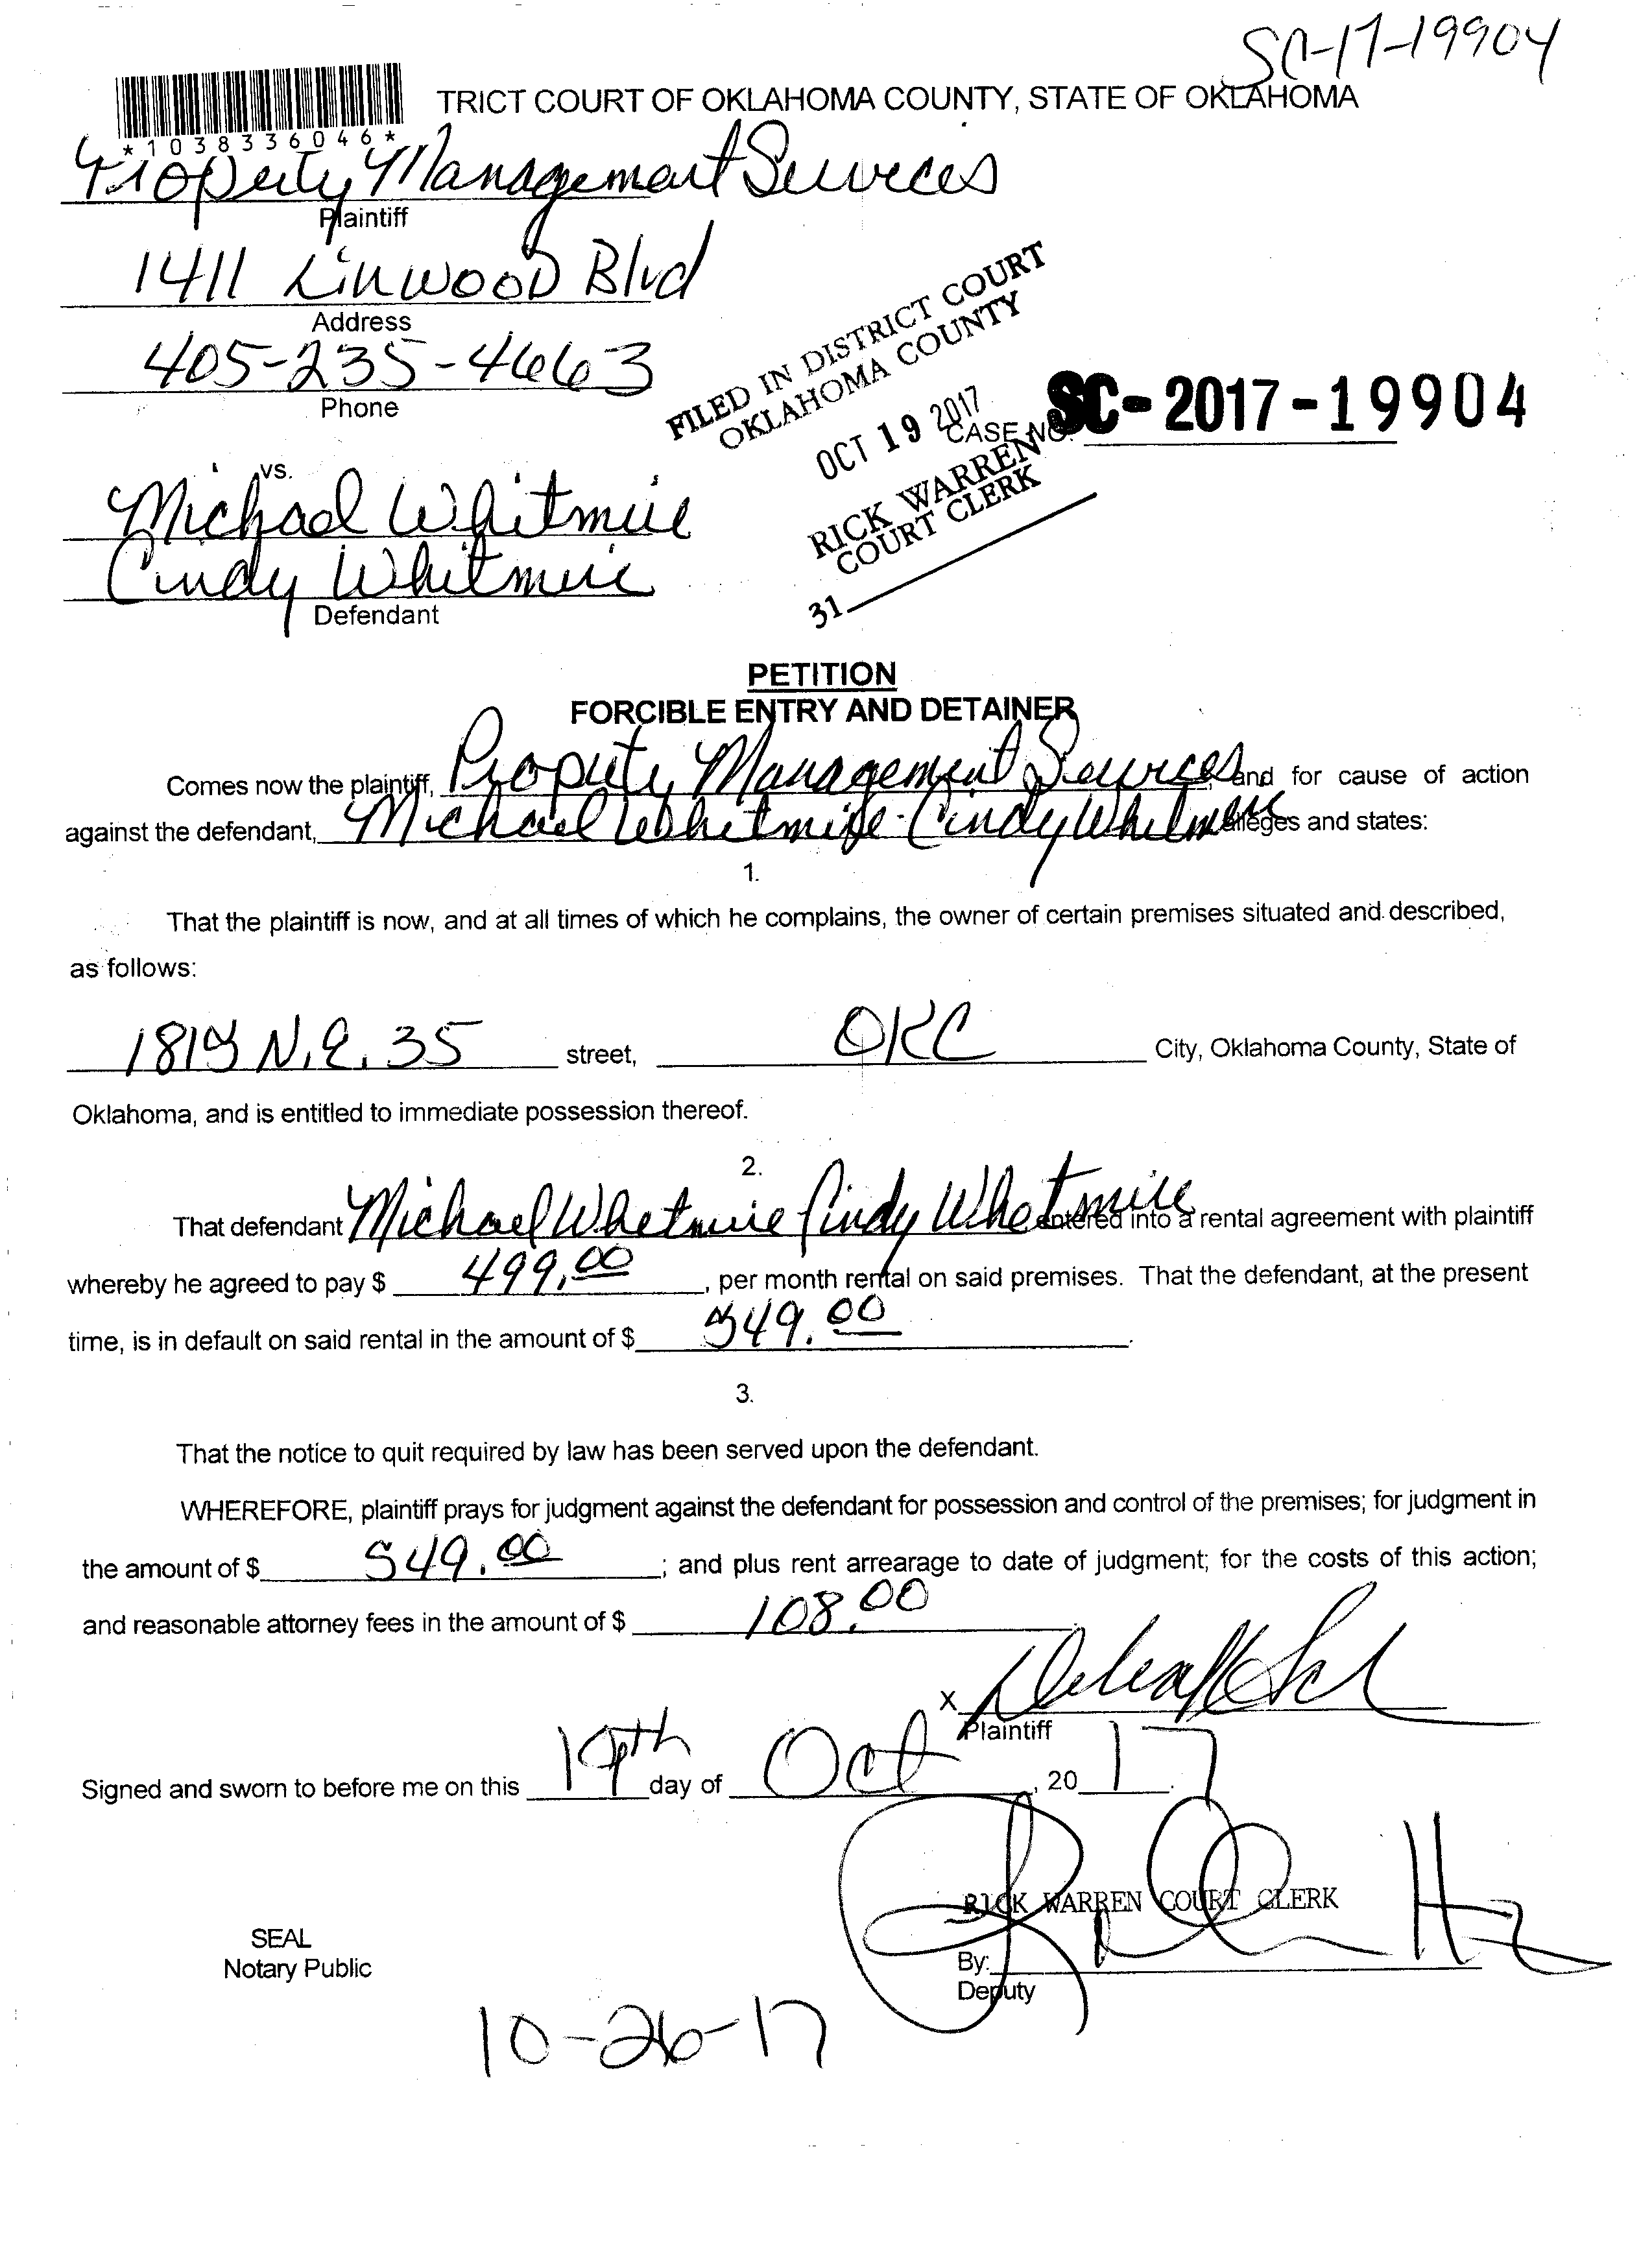 SC-17-19904
TRICT COURT OF OKLAHOMA COUNTY, STATE OF OKLAHOMA
*1038336046*
Property Management Services
Plaintiff
1411 Linwood Blvd
Address
405-235-4663
Phone
FILED IN DISTRICT COURT
OKLAHOMA COUNTY
OCT 19 2017
CASE NO. SC-2017-19904
RICK WARREN
COURT CLERK
31
vs.
Michael Whitmire
Cindy Whitmire
Defendant
PETITION
FORCIBLE ENTRY AND DETAINER
Comes now the plaintiff, Property Management Services, and for cause of action
against the defendant, Michael Whitmire - Cindy Whitmire alleges and states:
1.
That the plaintiff is now, and at all times of which he complains, the owner of certain premises situated and described,
as follows:
N.E. 35 street, OKC City, Oklahoma County, State of
Oklahoma, and is entitled to immediate possession thereof.
2.
That defendant Michael Whitmire Cindy Whitmire entered into a rental agreement with plaintiff
whereby he agreed to pay $ 499.00, per month rental on said premises. That the defendant, at the present
time, is in default on said rental in the amount of $ 549.00.
3.
That the notice to quit required by law has been served upon the defendant.
WHEREFORE, plaintiff prays for judgment against the defendant for possession and control of the premises; for judgment in
the amount of $ 549.00; and plus rent arrearage to date of judgment; for the costs of this action;
and reasonable attorney fees in the amount of $ 108.00
X
Plaintiff
Signed and sworn to before me on this 19th day of Oct, 20 17.
RICK WARREN COURT CLERK
SEAL
Notary Public
By:
Deputy
10-26-17